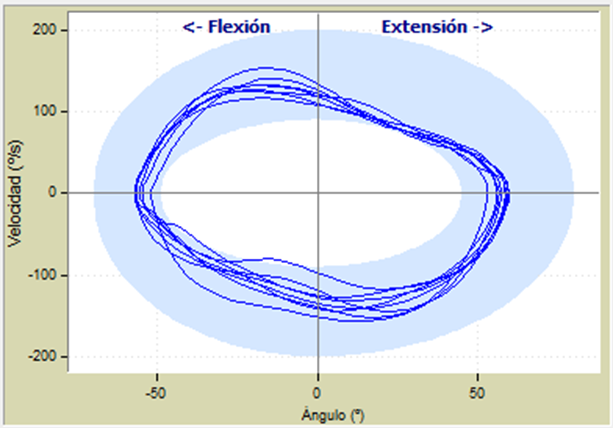 <- Flexión Extensión ->
200
100
0
-100
-200
Velocidad (º/s)
-50 0 50
Ángulo (º)